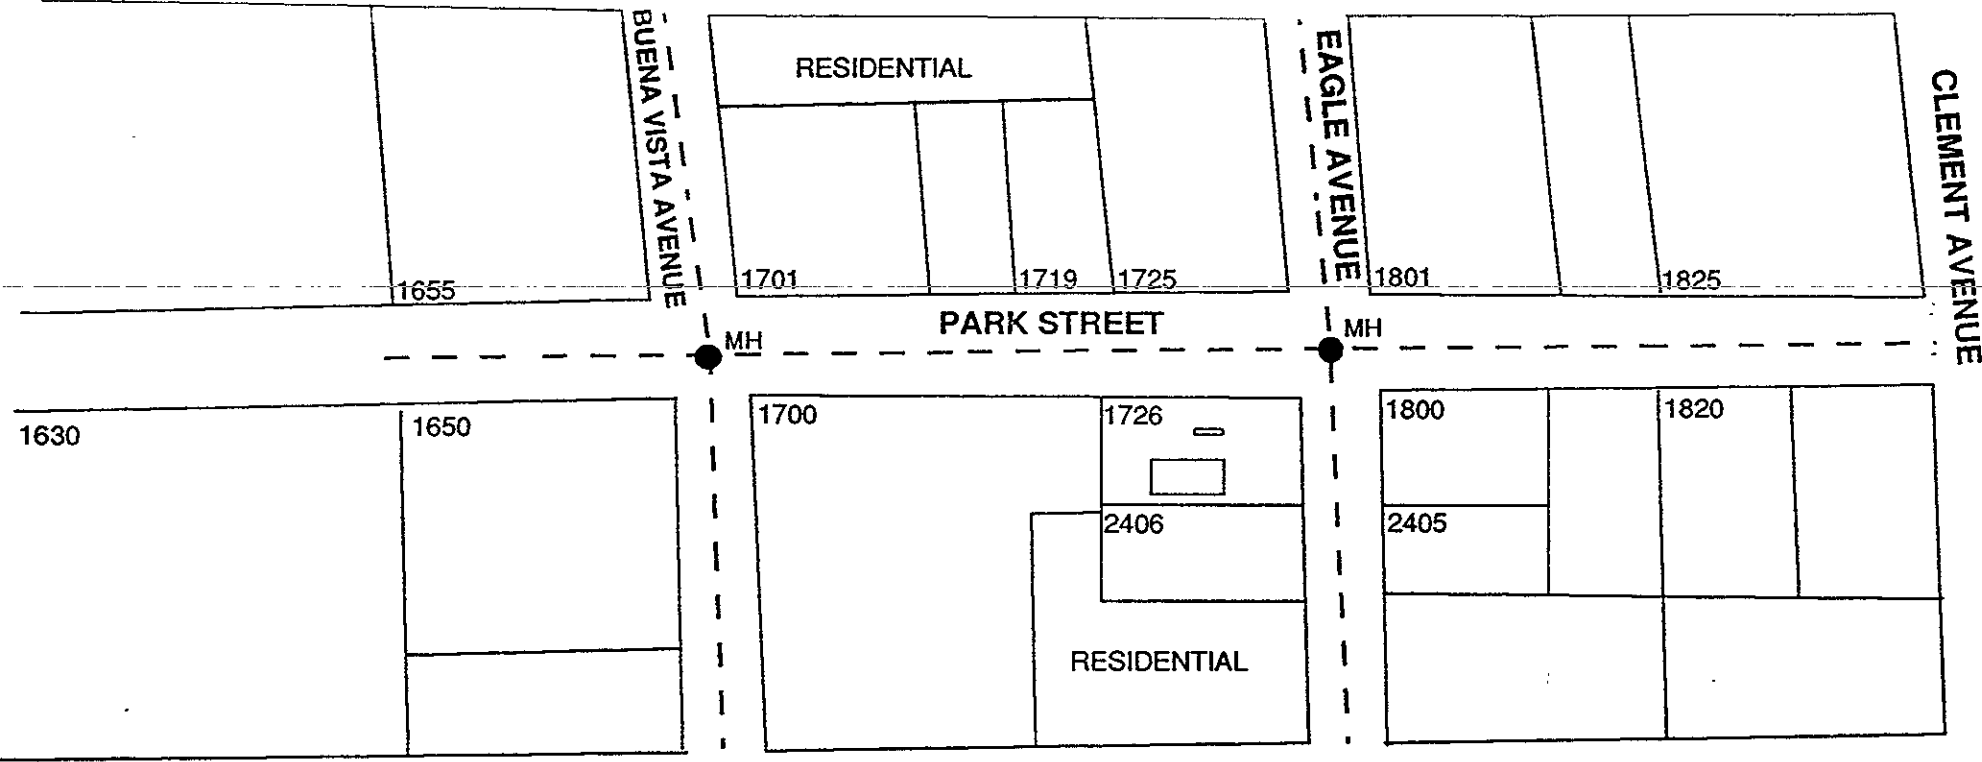 BUENA VISTA AVENUE
RESIDENTIAL
EAGLE AVENUE
CLEMENT AVENUE
1655
1701
1719
1725
1801
1825
PARK STREET
MH
MH
1630
1650
1700
1726
1800
1820
2406
2405
RESIDENTIAL